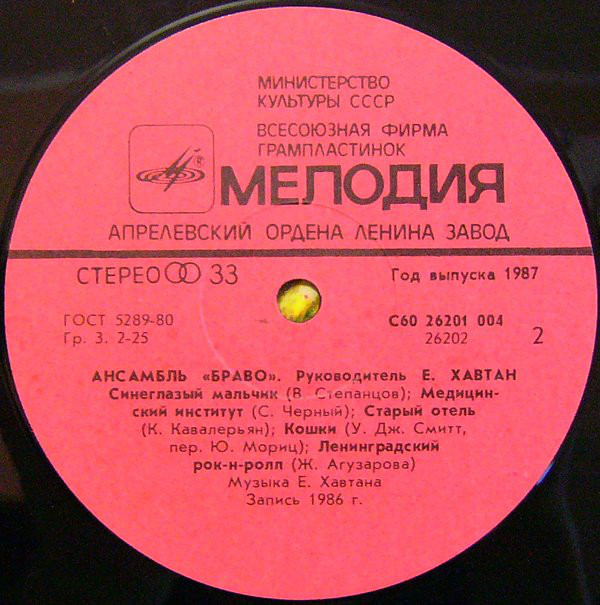 МИНИСТЕРСТВО
КУЛЬТУРЫ СССР
ВСЕСОЮЗНАЯ ФИРМА
ГРАМПЛАСТИНОК
®
МЕЛОДИЯ
АПРЕЛЕВСКИЙ ОРДЕНА ЛЕНИНА ЗАВОД
СТЕРЕО 33
Год выпуска 1987
ГОСТ 5289-80
С60 26201 004
Гр. 3. 2-25
26202
2
АНСАМБЛЬ «БРАВО». Руководитель Е. ХАВТАН
Синеглазый мальчик (В. Степанцов); Медицин-
ский институт (С. Черный); Старый отель
(К. Кавалерьян); Кошки (У. Дж. Смитт,
пер. Ю. Мориц); Ленинградский
рок-н-ролл (Ж. Агузарова)
Музыка Е. Хавтана
Запись 1986 г.